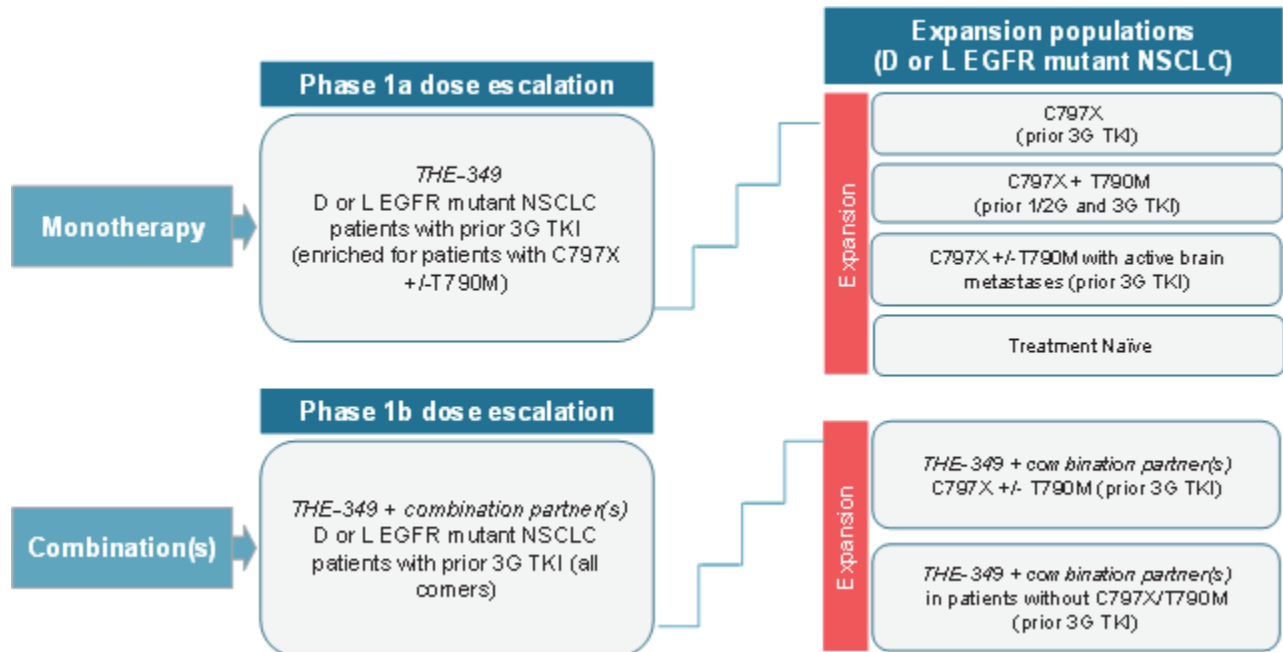 Expansion populations
(D or L EGFR mutant NSCLC)
Phase 1a dose escalation
Monotherapy
THE-349
D or L EGFR mutant NSCLC
patients with prior 3G TKI
(enriched for patients with C797X
+/-T790M)
Expansion
C797X
(prior 3G TKI)
C797X + T790M
(prior 1/2G and 3G TKI)
C797X +/-T790M with active brain
metastases (prior 3G TKI)
Treatment Naïve
Phase 1b dose escalation
Combination(s)
THE-349 + combination partner(s)
D or L EGFR mutant NSCLC
patients with prior 3G TKI (all
comers)
Expansion
THE-349 + combination partner(s)
C797X +/- T790M (prior 3G TKI)
THE-349 + combination partner(s)
in patients without C797X/T790M
(prior 3G TKI)